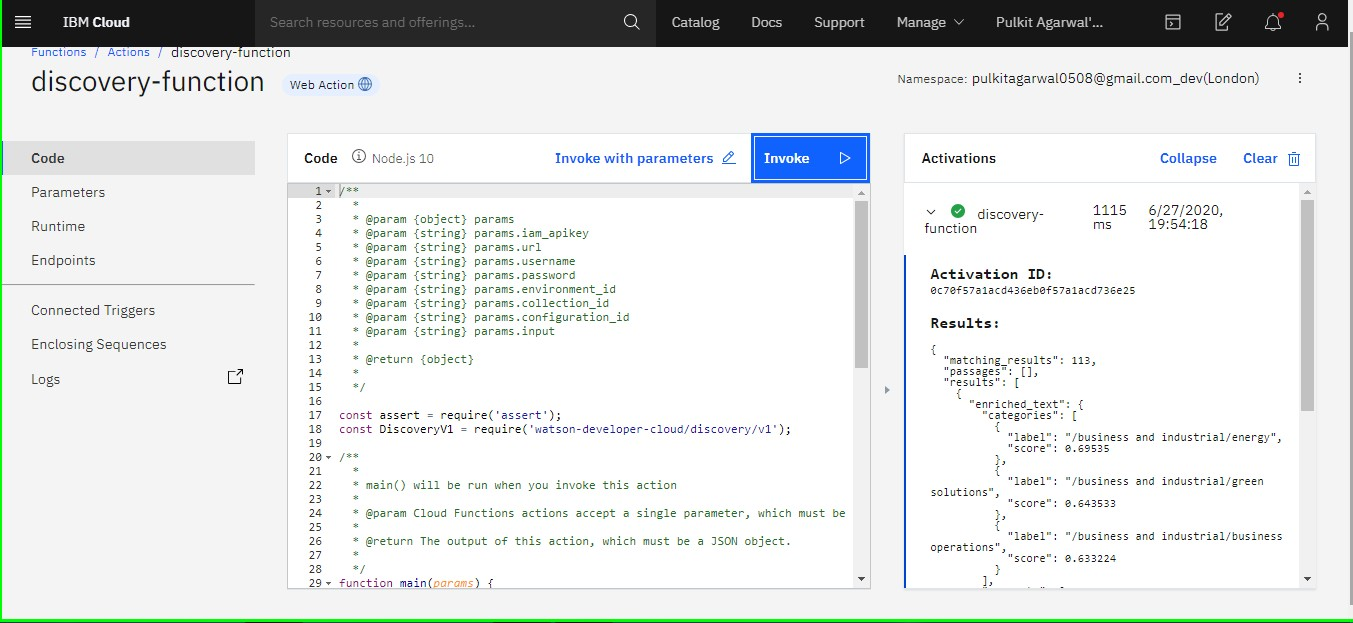 IBM Cloud
Search resources and offerings...
Catalog
Docs
Support
Manage
Pulkit Agarwal'...
Functions / Actions / discovery-function
discovery-function
Web Action
Namespace: pulkitagarwal0508@gmail.com_dev(London)
Code
Parameters
Runtime
Endpoints
Connected Triggers
Enclosing Sequences
Logs
Code
Node.js 10
Invoke with parameters
Invoke
1 /**
2 *
3 * @param {object} params
4 * @param {string} params.iam_apikey
5 * @param {string} params.url
6 * @param {string} params.username
7 * @param {string} params.password
8 * @param {string} params.environment_id
9 * @param {string} params.collection_id
10 * @param {string} params.configuration_id
11 * @param {string} params.input
12 *
13 * @return {object}
14 *
15 */
16
17 const assert = require('assert');
18 const DiscoveryV1 = require('watson-developer-cloud/discovery/v1');
19
20 /**
21 *
22 * main() will be run when you invoke this action
23 *
24 * @param Cloud Functions actions accept a single parameter, which must be
25 *
26 * @return The output of this action, which must be a JSON object.
27 *
28 */
29 function main(params) {
Activations
Collapse
Clear
discovery-
function
1115
ms
6/27/2020,
19:54:18
Activation ID:
0c70f57a1acd436eb0f57a1acd736e25
Results:
{
"matching_results": 113,
"passages": [],
"results": [
{
"enriched_text": {
"categories": [
{
"label": "/business and industrial/energy",
"score": 0.69535
},
{
"label": "/business and industrial/green
solutions",
"score": 0.643533
},
{
"label": "/business and industrial/business
operations",
"score": 0.633224
}
],